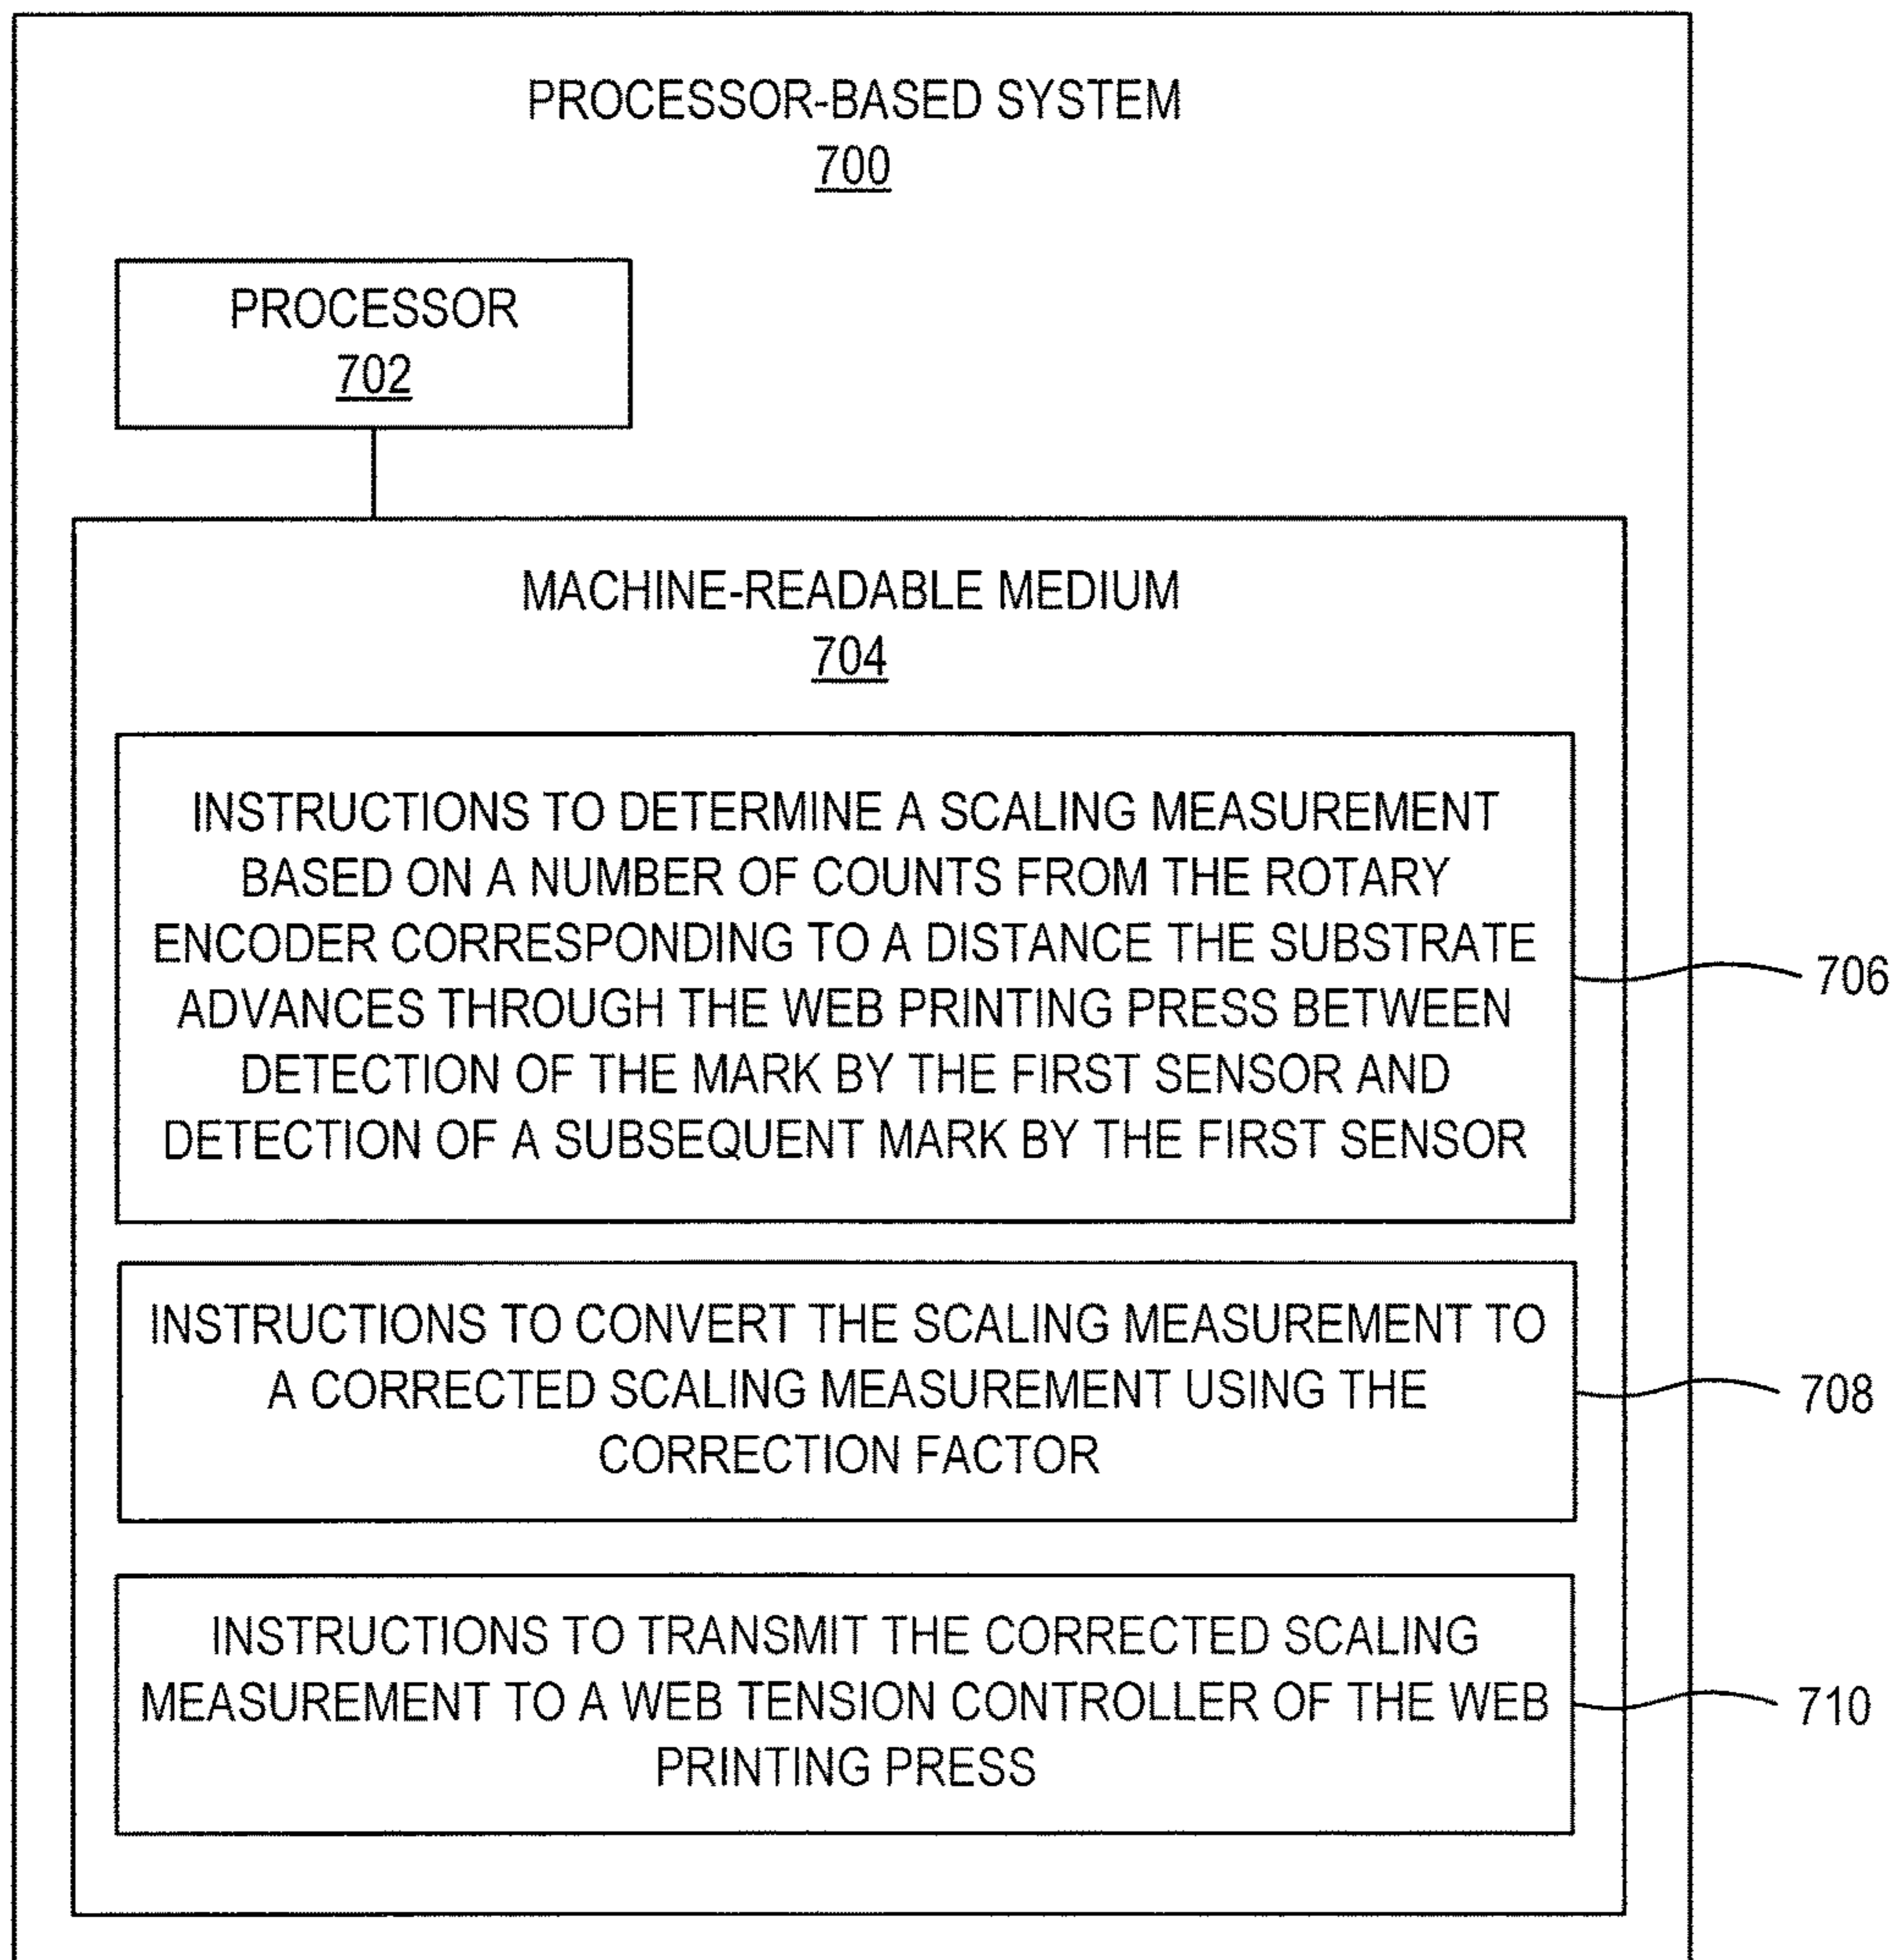 PROCESSOR-BASED SYSTEM
700
PROCESSOR
702
MACHINE-READABLE MEDIUM
704
INSTRUCTIONS TO DETERMINE A SCALING MEASUREMENT
BASED ON A NUMBER OF COUNTS FROM THE ROTARY
ENCODER CORRESPONDING TO A DISTANCE THE SUBSTRATE
ADVANCES THROUGH THE WEB PRINTING PRESS BETWEEN
DETECTION OF THE MARK BY THE FIRST SENSOR AND
DETECTION OF A SUBSEQUENT MARK BY THE FIRST SENSOR
706
INSTRUCTIONS TO CONVERT THE SCALING MEASUREMENT TO
A CORRECTED SCALING MEASUREMENT USING THE
CORRECTION FACTOR
708
INSTRUCTIONS TO TRANSMIT THE CORRECTED SCALING
MEASUREMENT TO A WEB TENSION CONTROLLER OF THE WEB
PRINTING PRESS
710